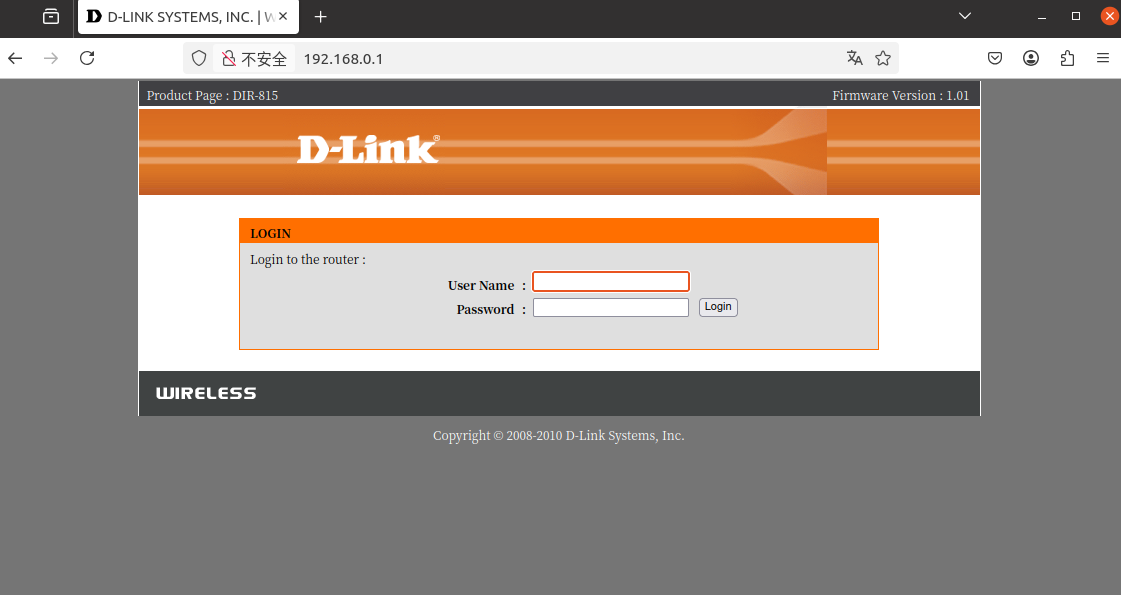 D-LINK SYSTEMS, INC. | W
不安全 192.168.0.1
Product Page : DIR-815 Firmware Version : 1.01
D-Link®
LOGIN
Login to the router :
User Name :
Password : Login
WIRELESS
Copyright © 2008-2010 D-Link Systems, Inc.